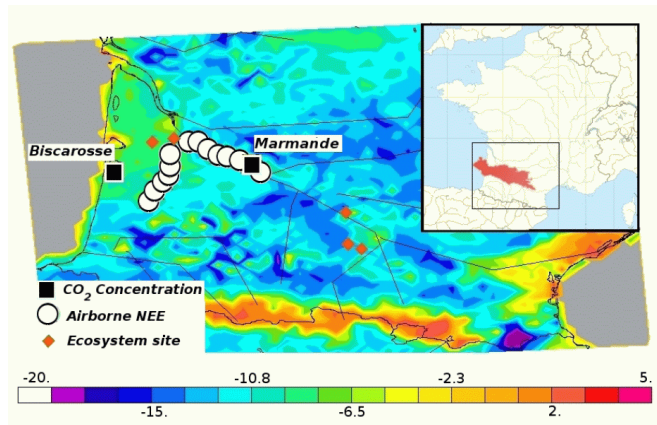 Biscarosse
Marmande
CO2 Concentration
Airborne NEE
Ecosystem site
-20. -10.8 -2.3 5.
-15. -6.5 2.